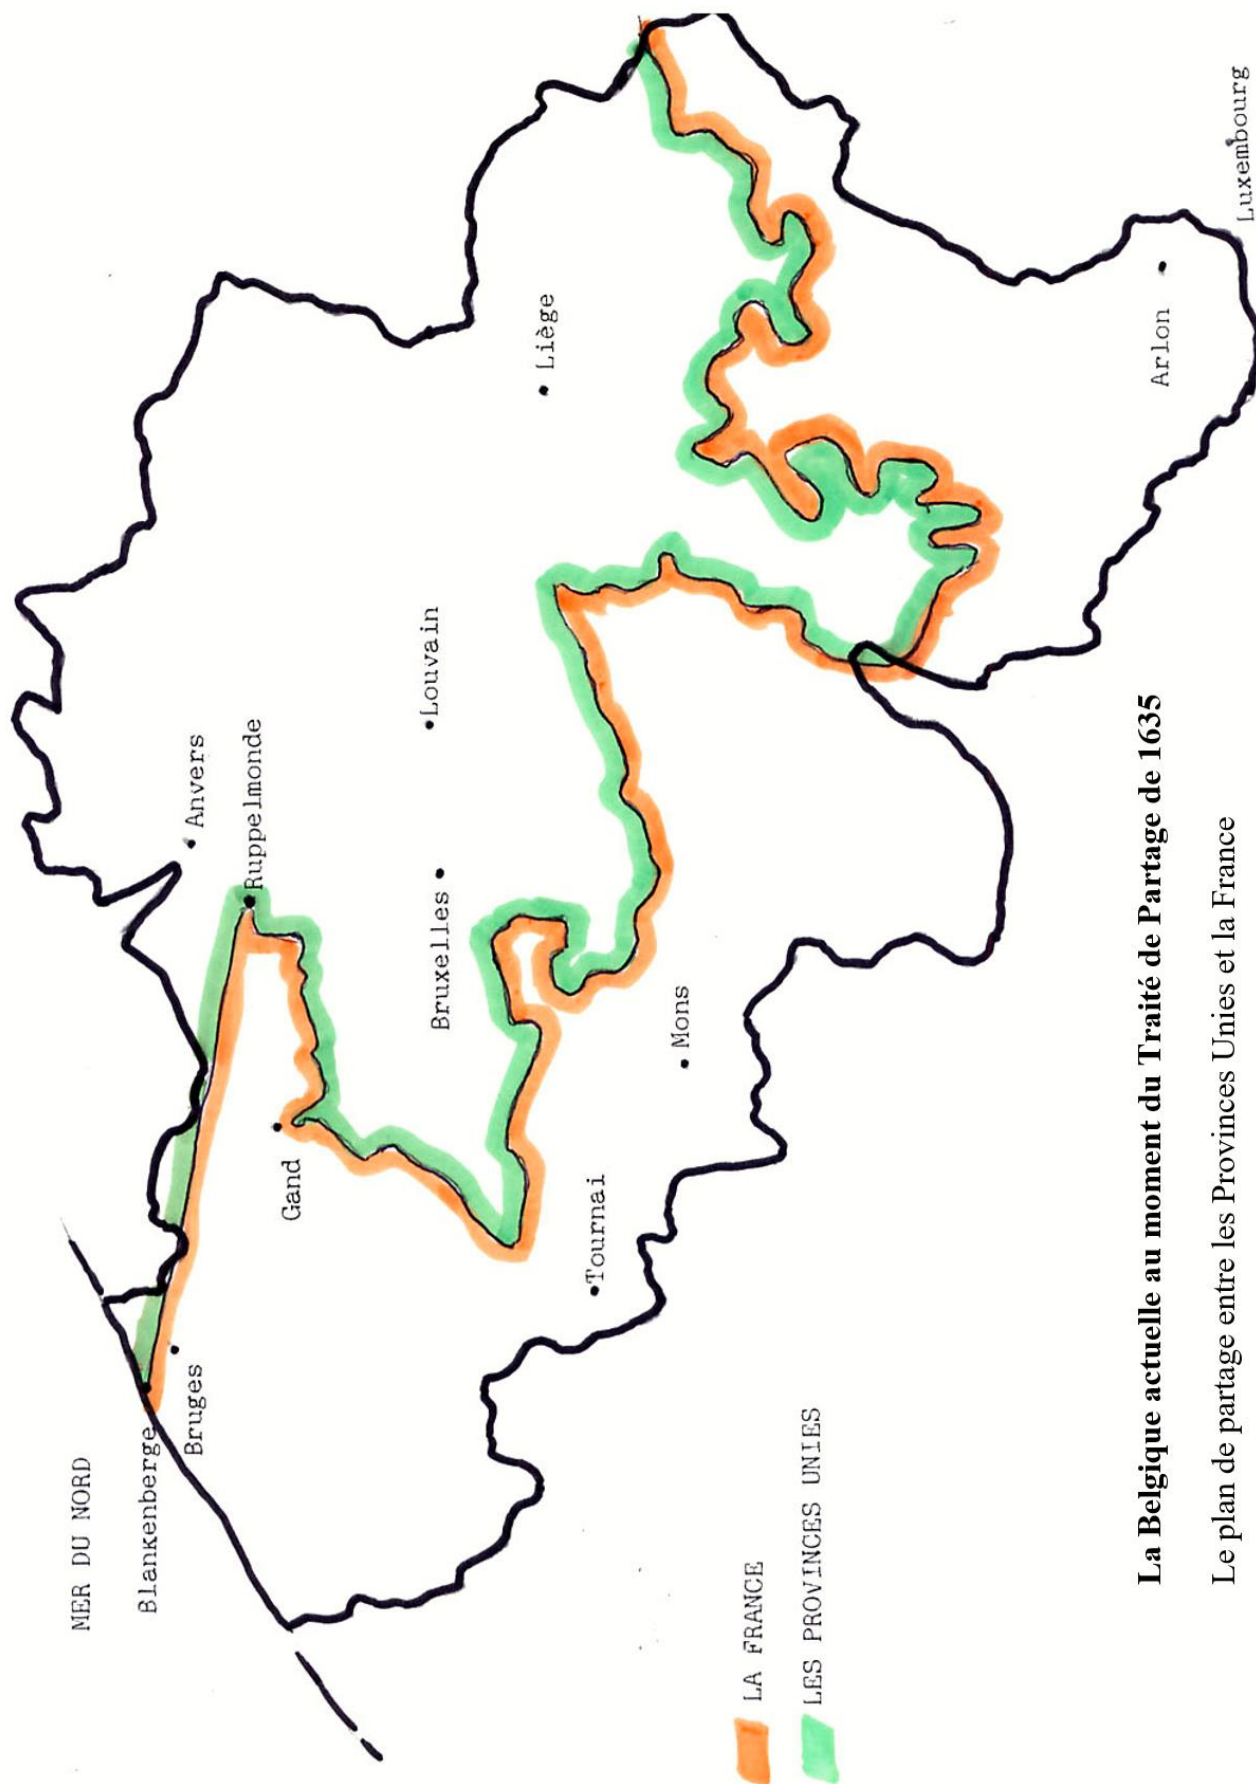 MER DU NORD
Blankenberge
Bruges
Anvers
Ruppelmonde
Gand
Louvain
Bruxelles
Liège
Tournai
Mons
Arlon
Luxembourg
LA FRANCE
LES PROVINCES UNIES
La Belgique actuelle au moment du Traité de Partage de 1635
Le plan de partage entre les Provinces Unies et la France